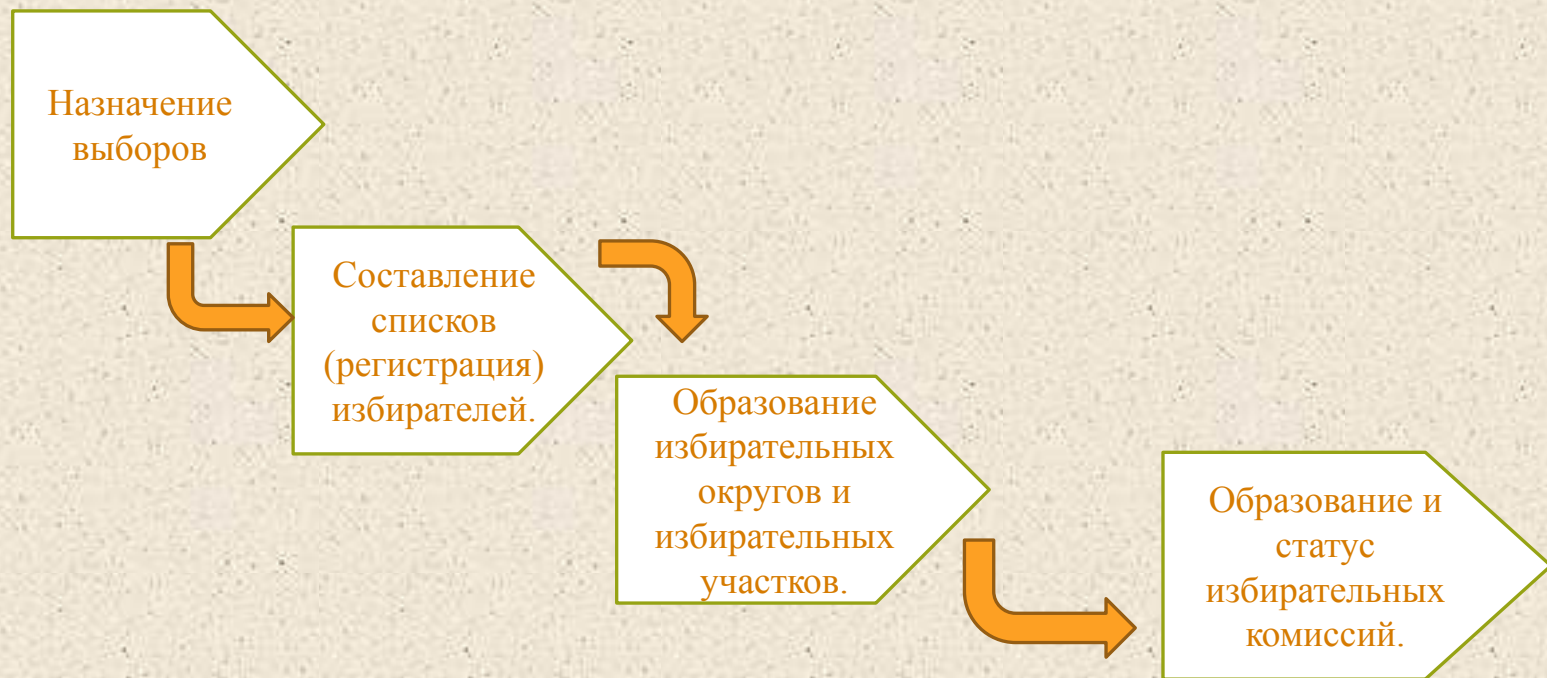 Назначение
выборов
Составление
списков
(регистрация)
избирателей.
Образование
избирательных
округов и
избирательных
участков.
Образование и
статус
избирательных
комиссий.